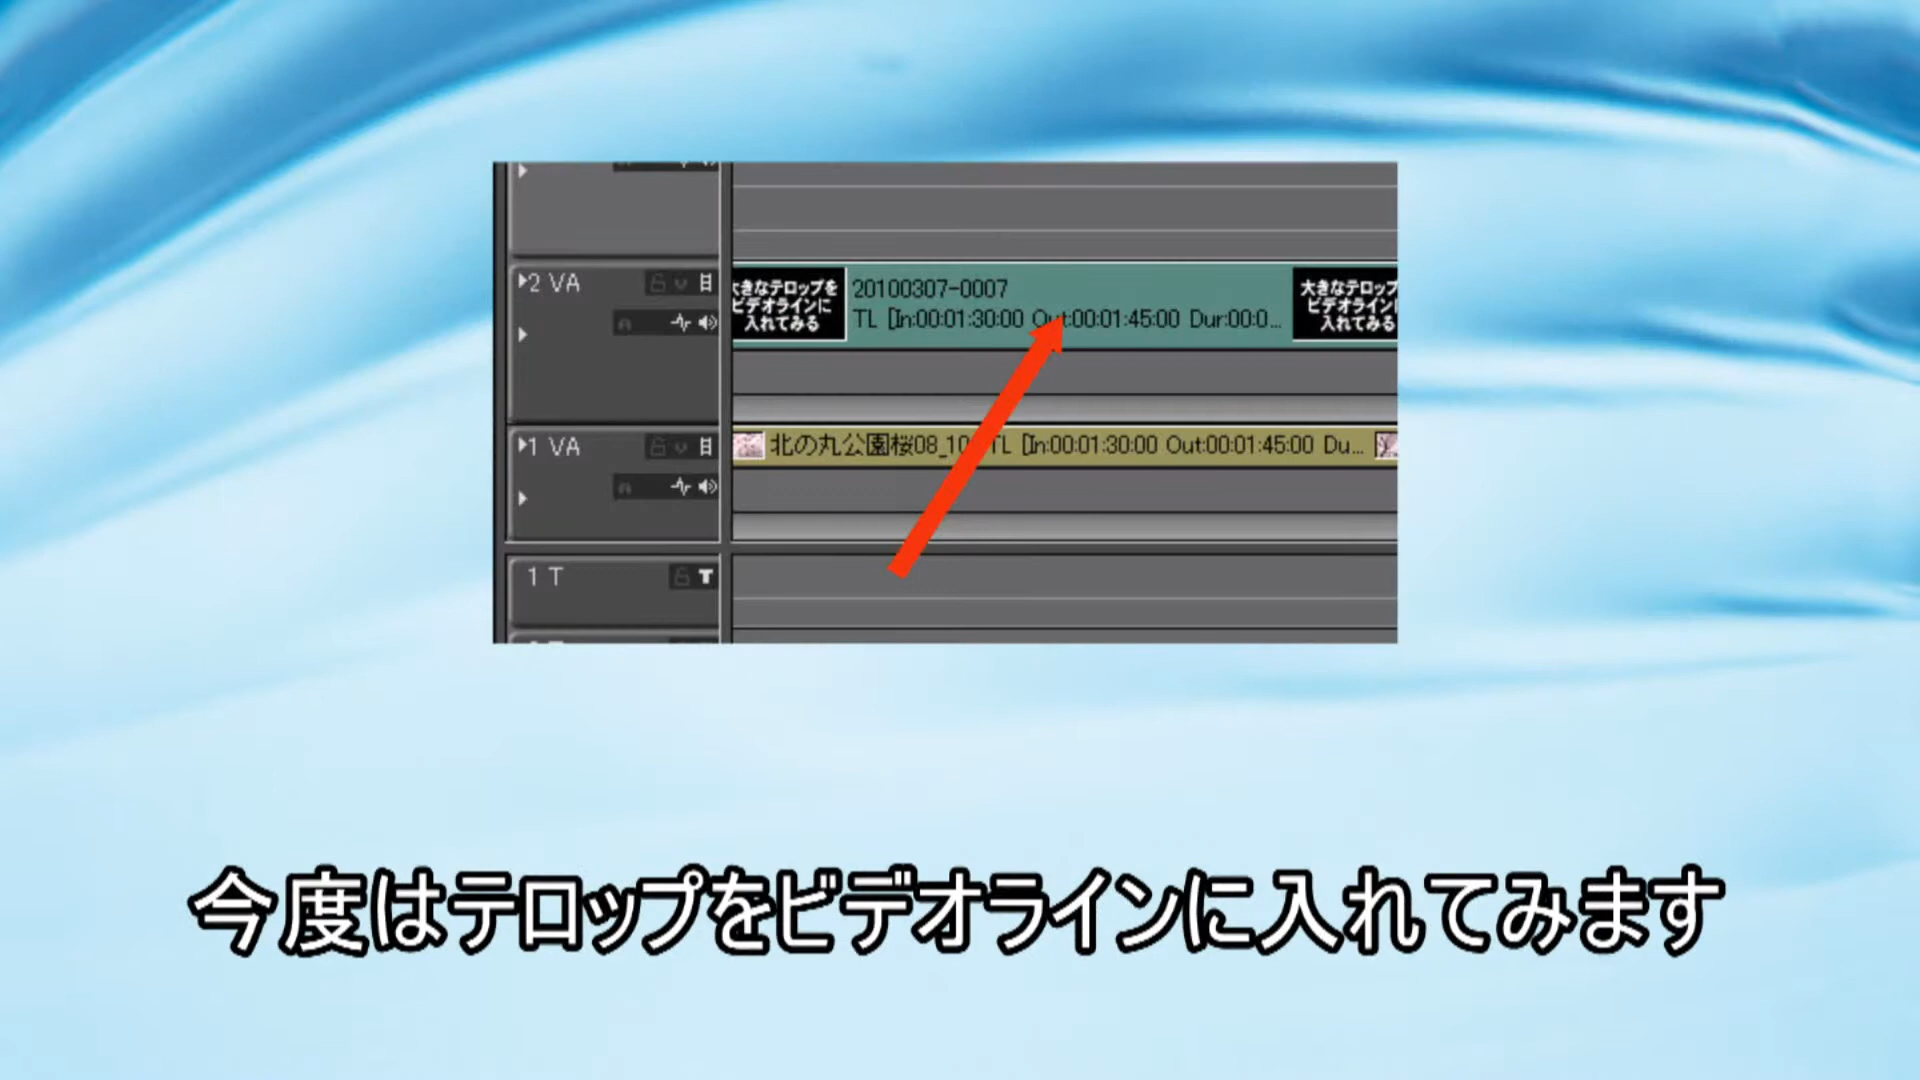 2 VA
大きなテロップを
ビデオラインに
入れてみる
20100307-0007
TL [In:00:01:30:00 Out:00:01:45:00 Dur:00:0...
大きなテロップ
ビデオライン
入れてみる
1 VA
北の丸公園桜08_10 TL [In:00:01:30:00 Out:00:01:45:00 Du...
1 T
T
今度はテロップをビデオラインに入れてみます